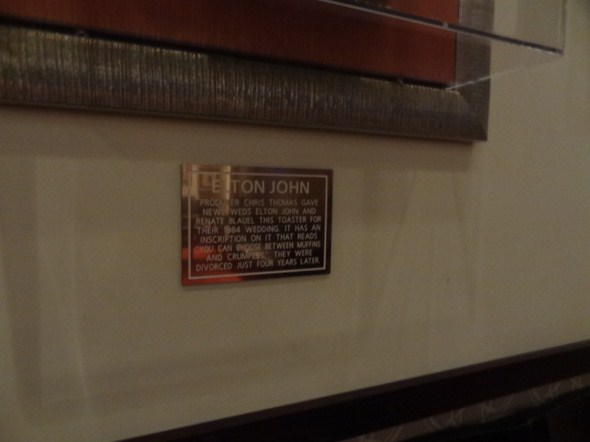 ELTON JOHN
PRODUCER CHRIS THOMAS GAVE
NEWLYWEDS ELTON JOHN AND
RENATE BLAUEL THIS TOASTER FOR
THEIR 1984 WEDDING. IT HAS AN
INSCRIPTION ON IT THAT READS
"YOU CAN CHOOSE BETWEEN MUFFINS
AND CRUMPETS." THEY WERE
DIVORCED JUST FOUR YEARS LATER.